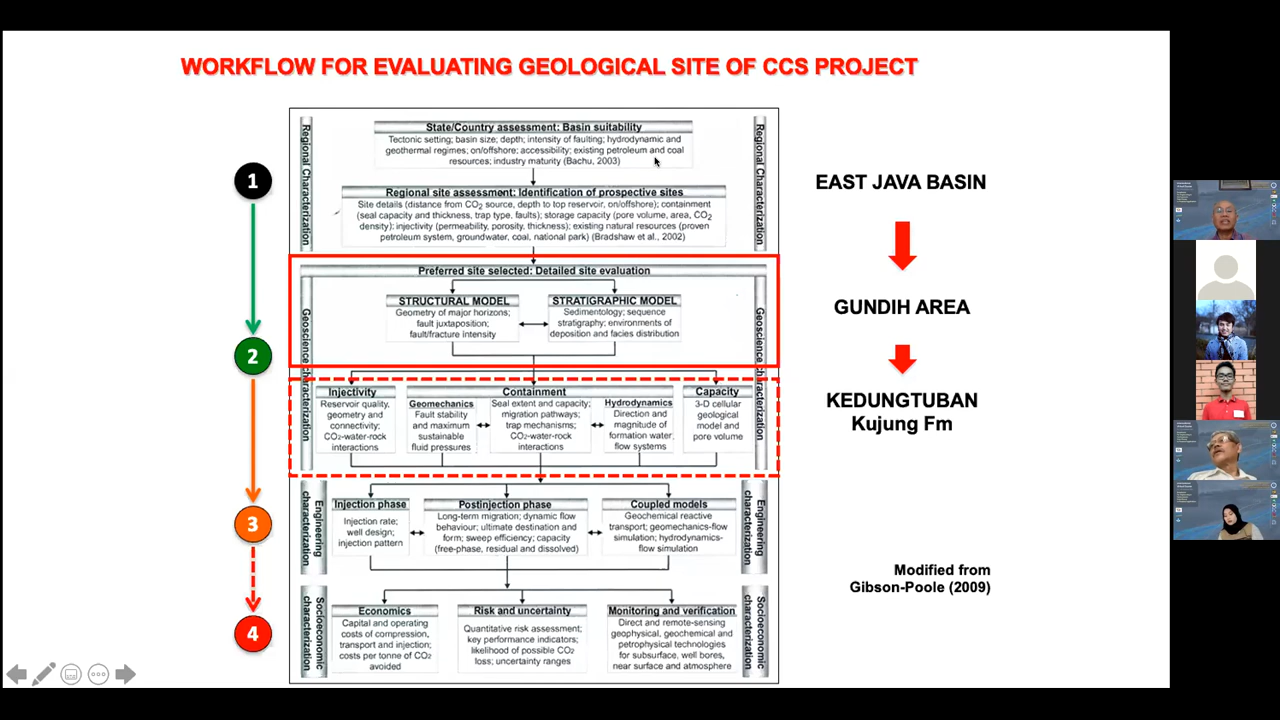 WORKFLOW FOR EVALUATING GEOLOGICAL SITE OF CCS PROJECT
1
2
3
4
Regional Characterization
Regional Characterization
State/Country assessment: Basin suitability
Tectonic setting; basin size; depth; intensity of faulting; hydrodynamic and
geothermal regimes; on/offshore; accessibility; existing petroleum and coal
resources; industry maturity (Bachu, 2003)
Regional site assessment: Identification of prospective sites
Site details (distance from CO2 source, depth to top reservoir, on/offshore); containment
(seal capacity and thickness, trap type, faults); storage capacity (pore volume, area, CO2
density); injectivity (permeability, porosity, thickness); existing natural resources (proven
petroleum system, groundwater, coal, national park) (Bradshaw et al., 2002)
Geoscience characterization
Geoscience characterization
Preferred site selected: Detailed site evaluation
STRUCTURAL MODEL
Geometry of major horizons;
fault juxtaposition;
fault/fracture intensity
STRATIGRAPHIC MODEL
Sedimentology; sequence
stratigraphy; environments of
deposition and facies distribution
Injectivity
Reservoir quality,
geometry and
connectivity;
CO2-water-rock
interactions
Geomechanics
Fault stability
and maximum
sustainable
fluid pressures
Containment
Seal extent and capacity;
migration pathways;
trap mechanisms;
CO2-water-rock
interactions
Hydrodynamics
Direction and
magnitude of
formation water
flow systems
Capacity
3-D cellular
geological
model and
pore volume
Engineering
characterization
Engineering
characterization
Injection phase
Injection rate;
well design;
injection pattern
Postinjection phase
Long-term migration; dynamic flow
behaviour; ultimate destination and
form; sweep efficiency; capacity
(free-phase, residual and dissolved)
Coupled models
Geochemical reactive
transport; geomechanics-flow
simulation; hydrodynamics-
flow simulation
Socioeconomic
characterization
Socioeconomic
characterization
Economics
Capital and operating
costs of compression,
transport and injection;
costs per tonne of CO2
avoided
Risk and uncertainty
Quantitative risk assessment;
key performance indicators;
likelihood of possible CO2
loss; uncertainty ranges
Monitoring and verification
Direct and remote-sensing
geophysical, geochemical and
petrophysical technologies
for subsurface, well bores,
near surface and atmosphere
EAST JAVA BASIN
GUNDIH AREA
KEDUNGTUBAN
Kujung Fm
Modified from
Gibson-Poole (2009)